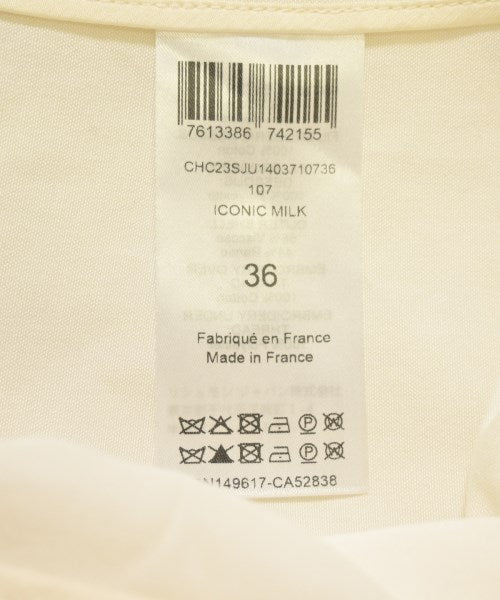 7613386 742155
CHC23SJU1403710736
107
ICONIC MILK
36
Fabriqué en France
Made in France
N149617-CA52838